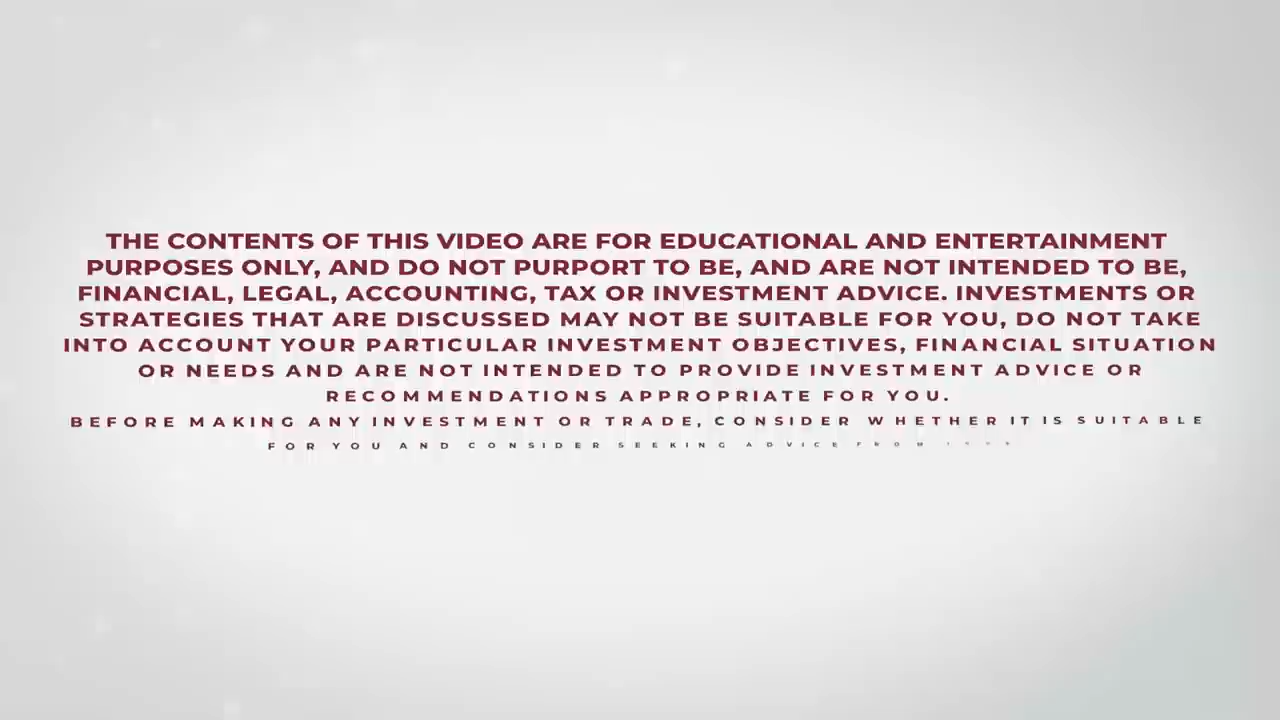 THE CONTENTS OF THIS VIDEO ARE FOR EDUCATIONAL AND ENTERTAINMENT
PURPOSES ONLY, AND DO NOT PURPORT TO BE, AND ARE NOT INTENDED TO BE,
FINANCIAL, LEGAL, ACCOUNTING, TAX OR INVESTMENT ADVICE. INVESTMENTS OR
STRATEGIES THAT ARE DISCUSSED MAY NOT BE SUITABLE FOR YOU, DO NOT TAKE
INTO ACCOUNT YOUR PARTICULAR INVESTMENT OBJECTIVES, FINANCIAL SITUATION
OR NEEDS AND ARE NOT INTENDED TO PROVIDE INVESTMENT ADVICE OR
RECOMMENDATIONS APPROPRIATE FOR YOU.
BEFORE MAKING ANY INVESTMENT OR TRADE, CONSIDER WHETHER IT IS SUITABLE
FOR YOU AND CONSIDER SEEKING ADVICE FROM